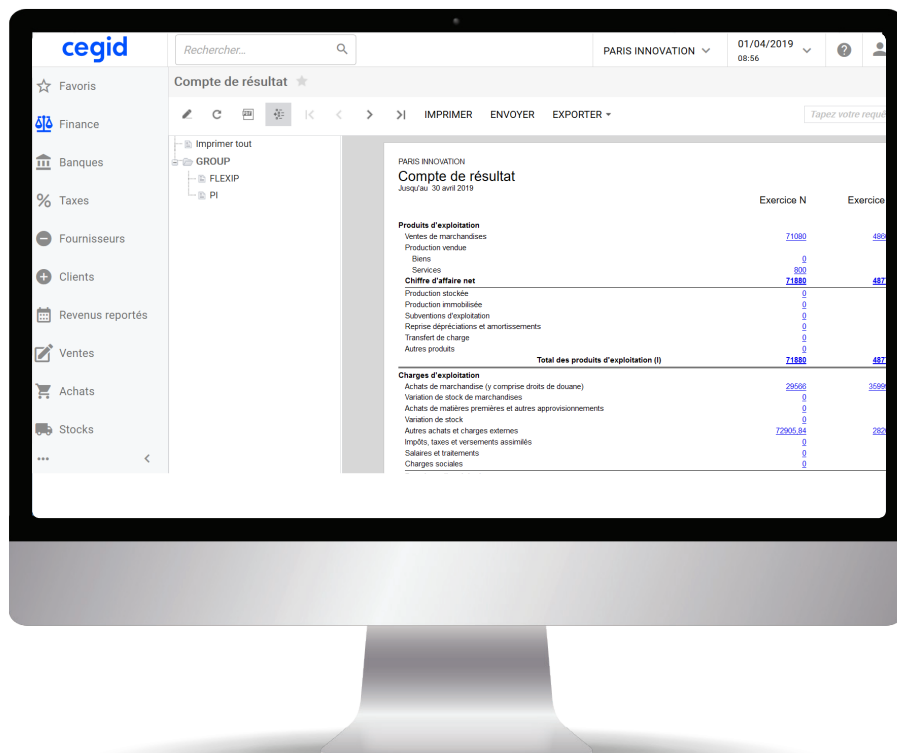 cegid
Rechercher...
PARIS INNOVATION
01/04/2019
08:56
Favoris
Finance
Banques
Taxes
Fournisseurs
Clients
Revenus reportés
Ventes
Achats
Stocks
Compte de résultat
IMPRIMER ENVOYER EXPORTER
Tapez votre requê
Imprimer tout
GROUP
FLEXIP
PI
PARIS INNOVATION
Compte de résultat
Jusqu'au 30 avril 2019
Exercice N Exercice
Produits d'exploitation
Ventes de marchandises 71080
Production vendue
Biens 0
Services 800
Chiffre d'affaire net 71880 487
Production stockée 0
Production immobilisée 0
Subventions d'exploitation 0
Reprise dépréciations et amortissements 0
Transfert de charge 0
Autres produits 0
Total des produits d'exploitation (I) 71880 487
Charges d'exploitation
Achats de marchandise (y comprise droits de douane) 29566 3599
Variation de stock de marchandises 0
Achats de matières premières et autres approvisionnements 0
Variation de stock 0
Autres achats et charges externes 72905.84 282
Impôts, taxes et versements assimilés 0
Salaires et traitements 0
Charges sociales 0